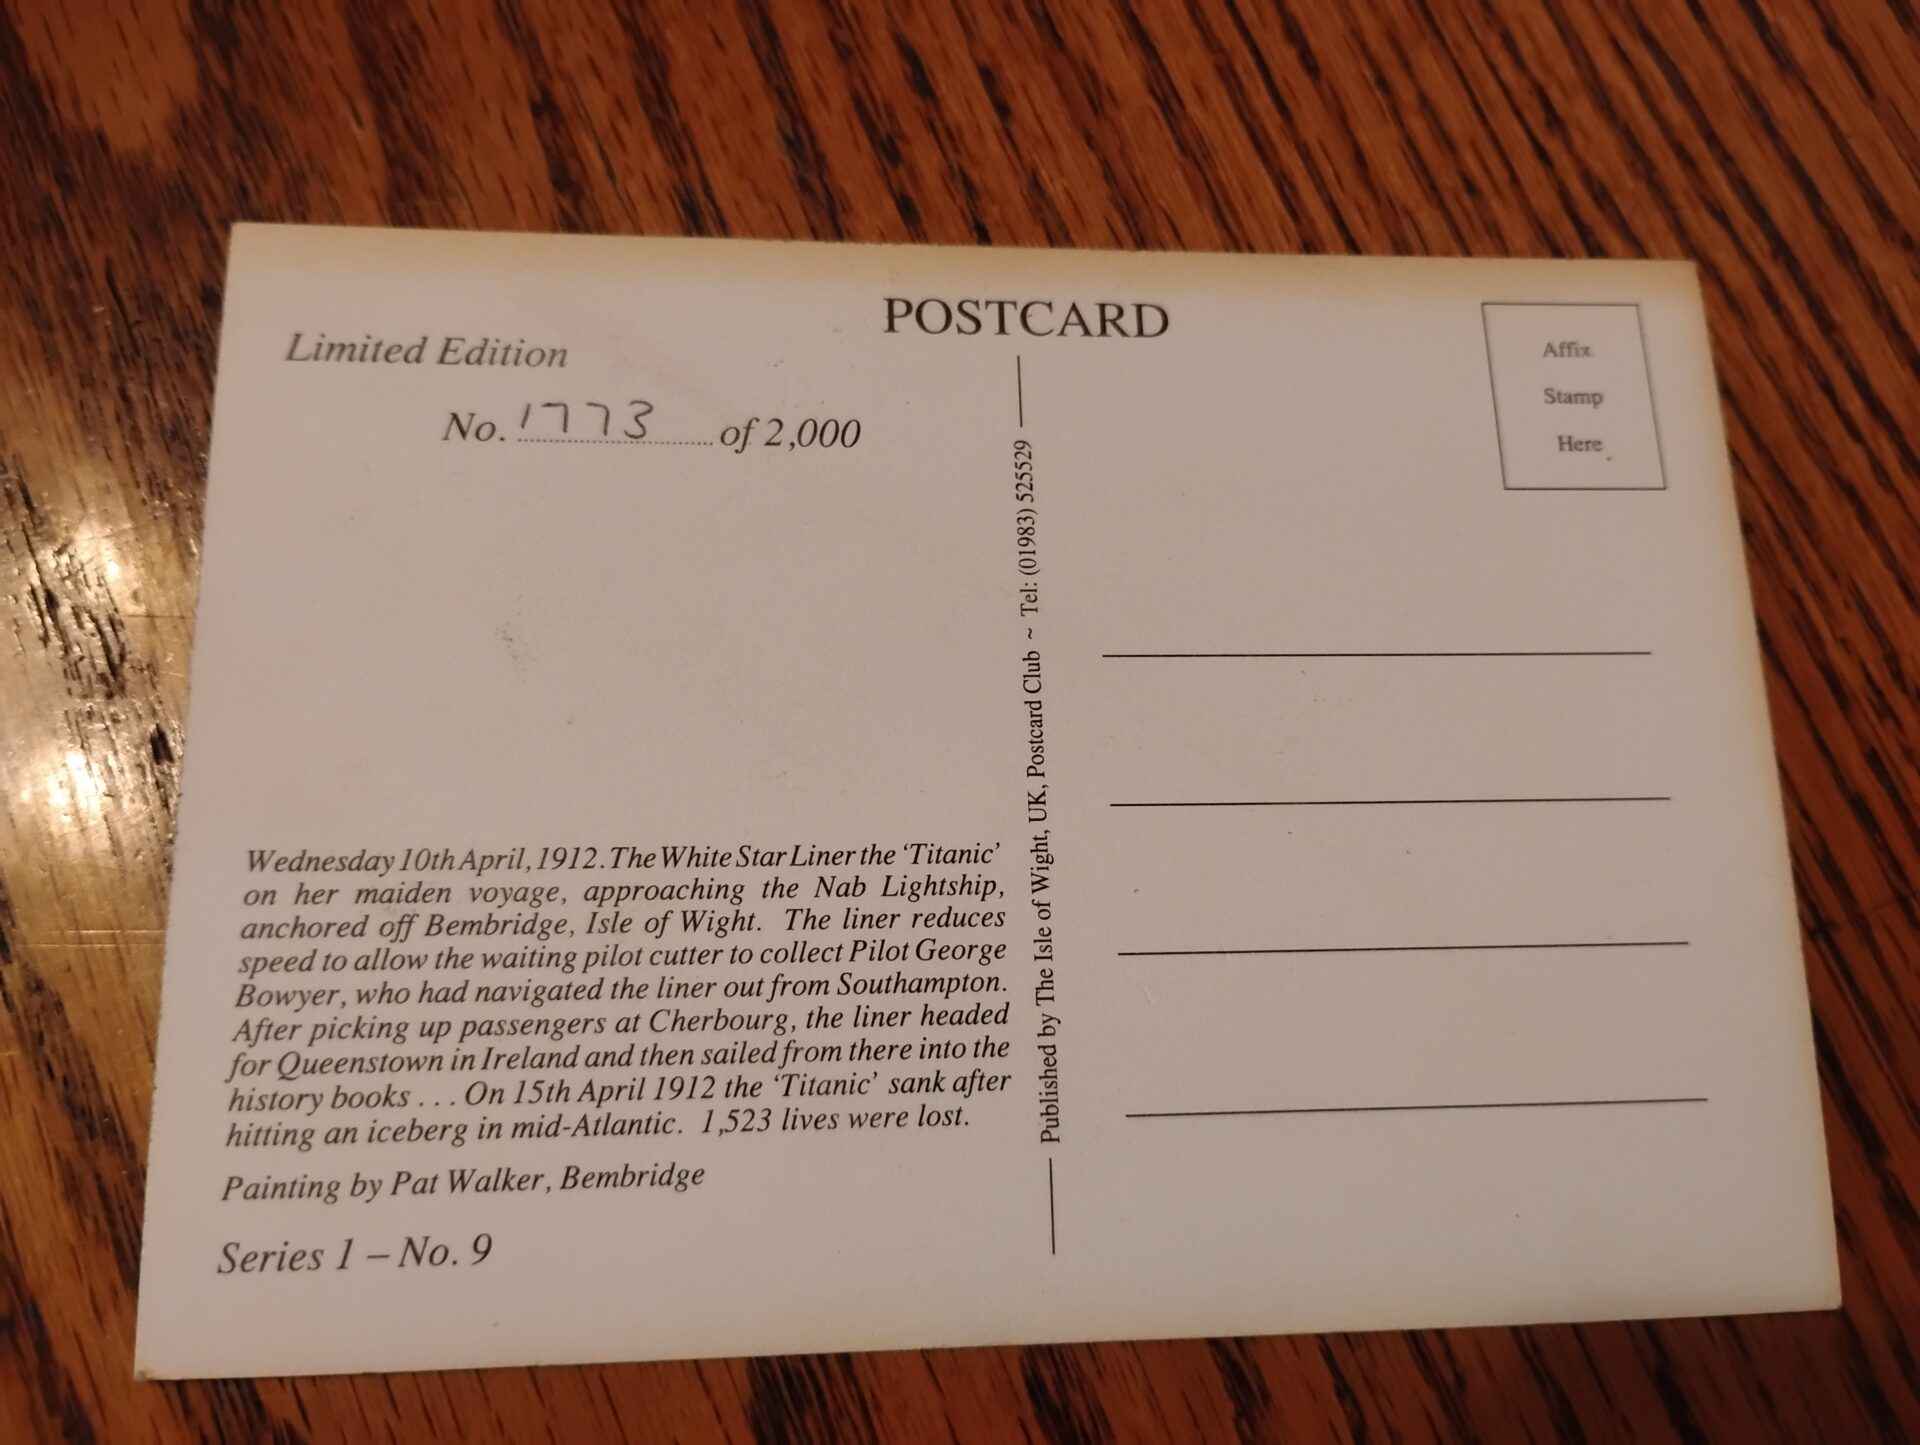 POSTCARD
Limited Edition
No. 1773 of 2,000
Affix
Stamp
Here
Wednesday 10th April, 1912. The White Star Liner the ‘Titanic’
on her maiden voyage, approaching the Nab Lightship,
anchored off Bembridge, Isle of Wight. The liner reduces
speed to allow the waiting pilot cutter to collect Pilot George
Bowyer, who had navigated the liner out from Southampton.
After picking up passengers at Cherbourg, the liner headed
for Queenstown in Ireland and then sailed from there into the
history books . . . On 15th April 1912 the ‘Titanic’ sank after
hitting an iceberg in mid-Atlantic. 1,523 lives were lost.
Painting by Pat Walker, Bembridge
Series 1 – No. 9
Published by The Isle of Wight, UK, Postcard Club ~ Tel: (01983) 525529